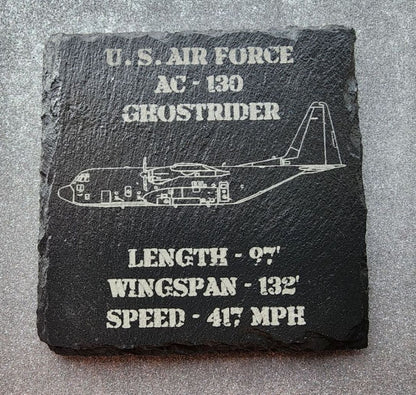 U.S. AIR FORCE
AC - 130
GHOSTRIDER
LENGTH - 97'
WINGSPAN - 132'
SPEED - 417 MPH